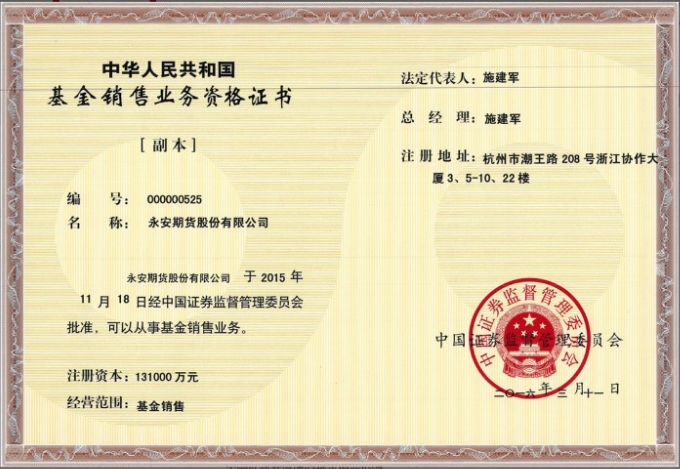 中华人民共和国
基金销售业务资格证书
[副本]
编号：000000525
名称：永安期货股份有限公司
永安期货股份有限公司 于 2015 年
11 月 18 日经中国证券监督管理委员会
批准，可以从事基金销售业务。
注册资本：131000 万元
经营范围：基金销售
法定代表人：施建军
总经理：施建军
注册地址：杭州市潮王路 208 号浙江协作大
厦 3、5-10、22 楼
中国证券监督管理委员会
中国证券监督管理委员会
二〇一六 年 三 月 十一 日